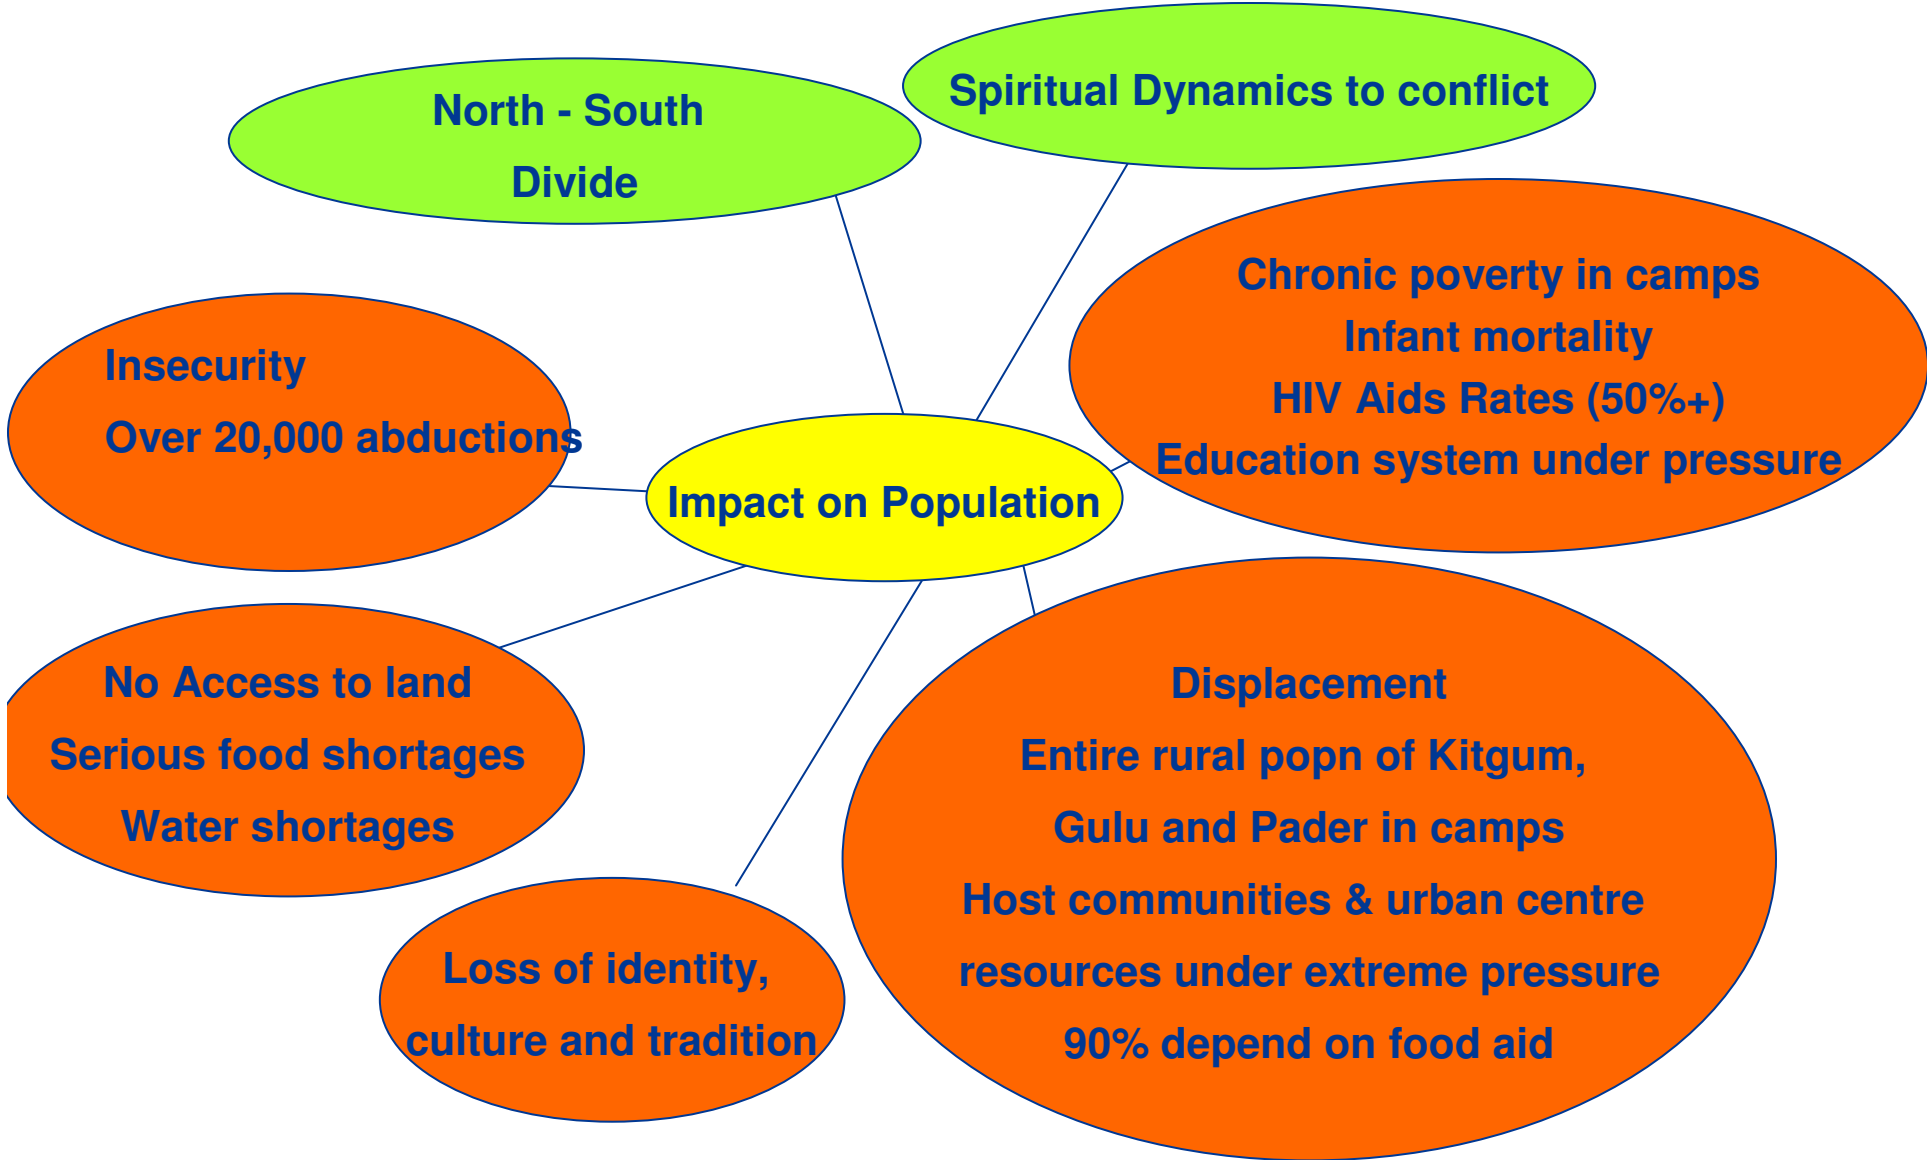 North - South
Divide
Spiritual Dynamics to conflict
Chronic poverty in camps
Infant mortality
HIV Aids Rates (50%+)
Education system under pressure
Insecurity
Over 20,000 abductions
Impact on Population
No Access to land
Serious food shortages
Water shortages
Displacement
Entire rural popn of Kitgum,
Gulu and Pader in camps
Host communities & urban centre
resources under extreme pressure
90% depend on food aid
Loss of identity,
culture and tradition